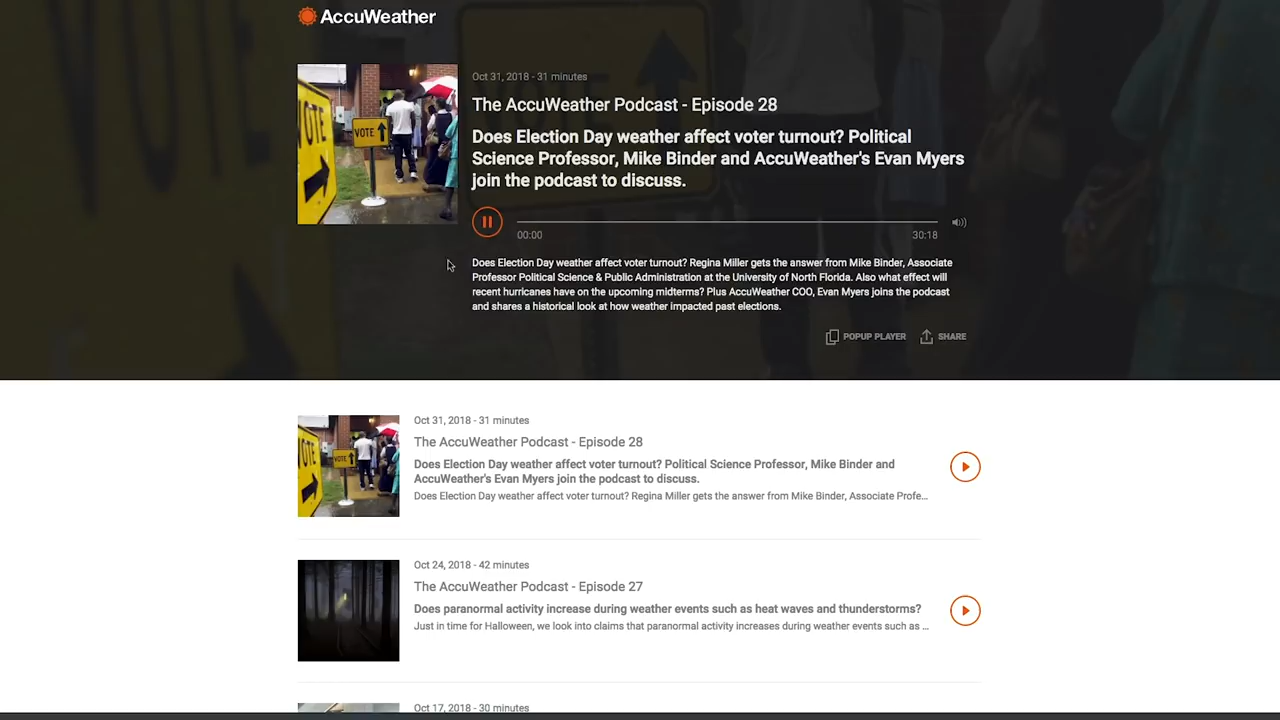 AccuWeather
Oct 31, 2018 - 31 minutes
The AccuWeather Podcast - Episode 28
Does Election Day weather affect voter turnout? Political
Science Professor, Mike Binder and AccuWeather's Evan Myers
join the podcast to discuss.
VOTE
VOTE
00:00
30:18
Does Election Day weather affect voter turnout? Regina Miller gets the answer from Mike Binder, Associate
Professor Political Science & Public Administration at the University of North Florida. Also what effect will
recent hurricanes have on the upcoming midterms? Plus AccuWeather COO, Evan Myers joins the podcast
and shares a historical look at how weather impacted past elections.
POPUP PLAYER
SHARE
Oct 31, 2018 - 31 minutes
The AccuWeather Podcast - Episode 28
Does Election Day weather affect voter turnout? Political Science Professor, Mike Binder and
AccuWeather's Evan Myers join the podcast to discuss.
Does Election Day weather affect voter turnout? Regina Miller gets the answer from Mike Binder, Associate Profe...
VOTE
VOTE
Oct 24, 2018 - 42 minutes
The AccuWeather Podcast - Episode 27
Does paranormal activity increase during weather events such as heat waves and thunderstorms?
Just in time for Halloween, we look into claims that paranormal activity increases during weather events such as ...
Oct 17, 2018 - 30 minutes